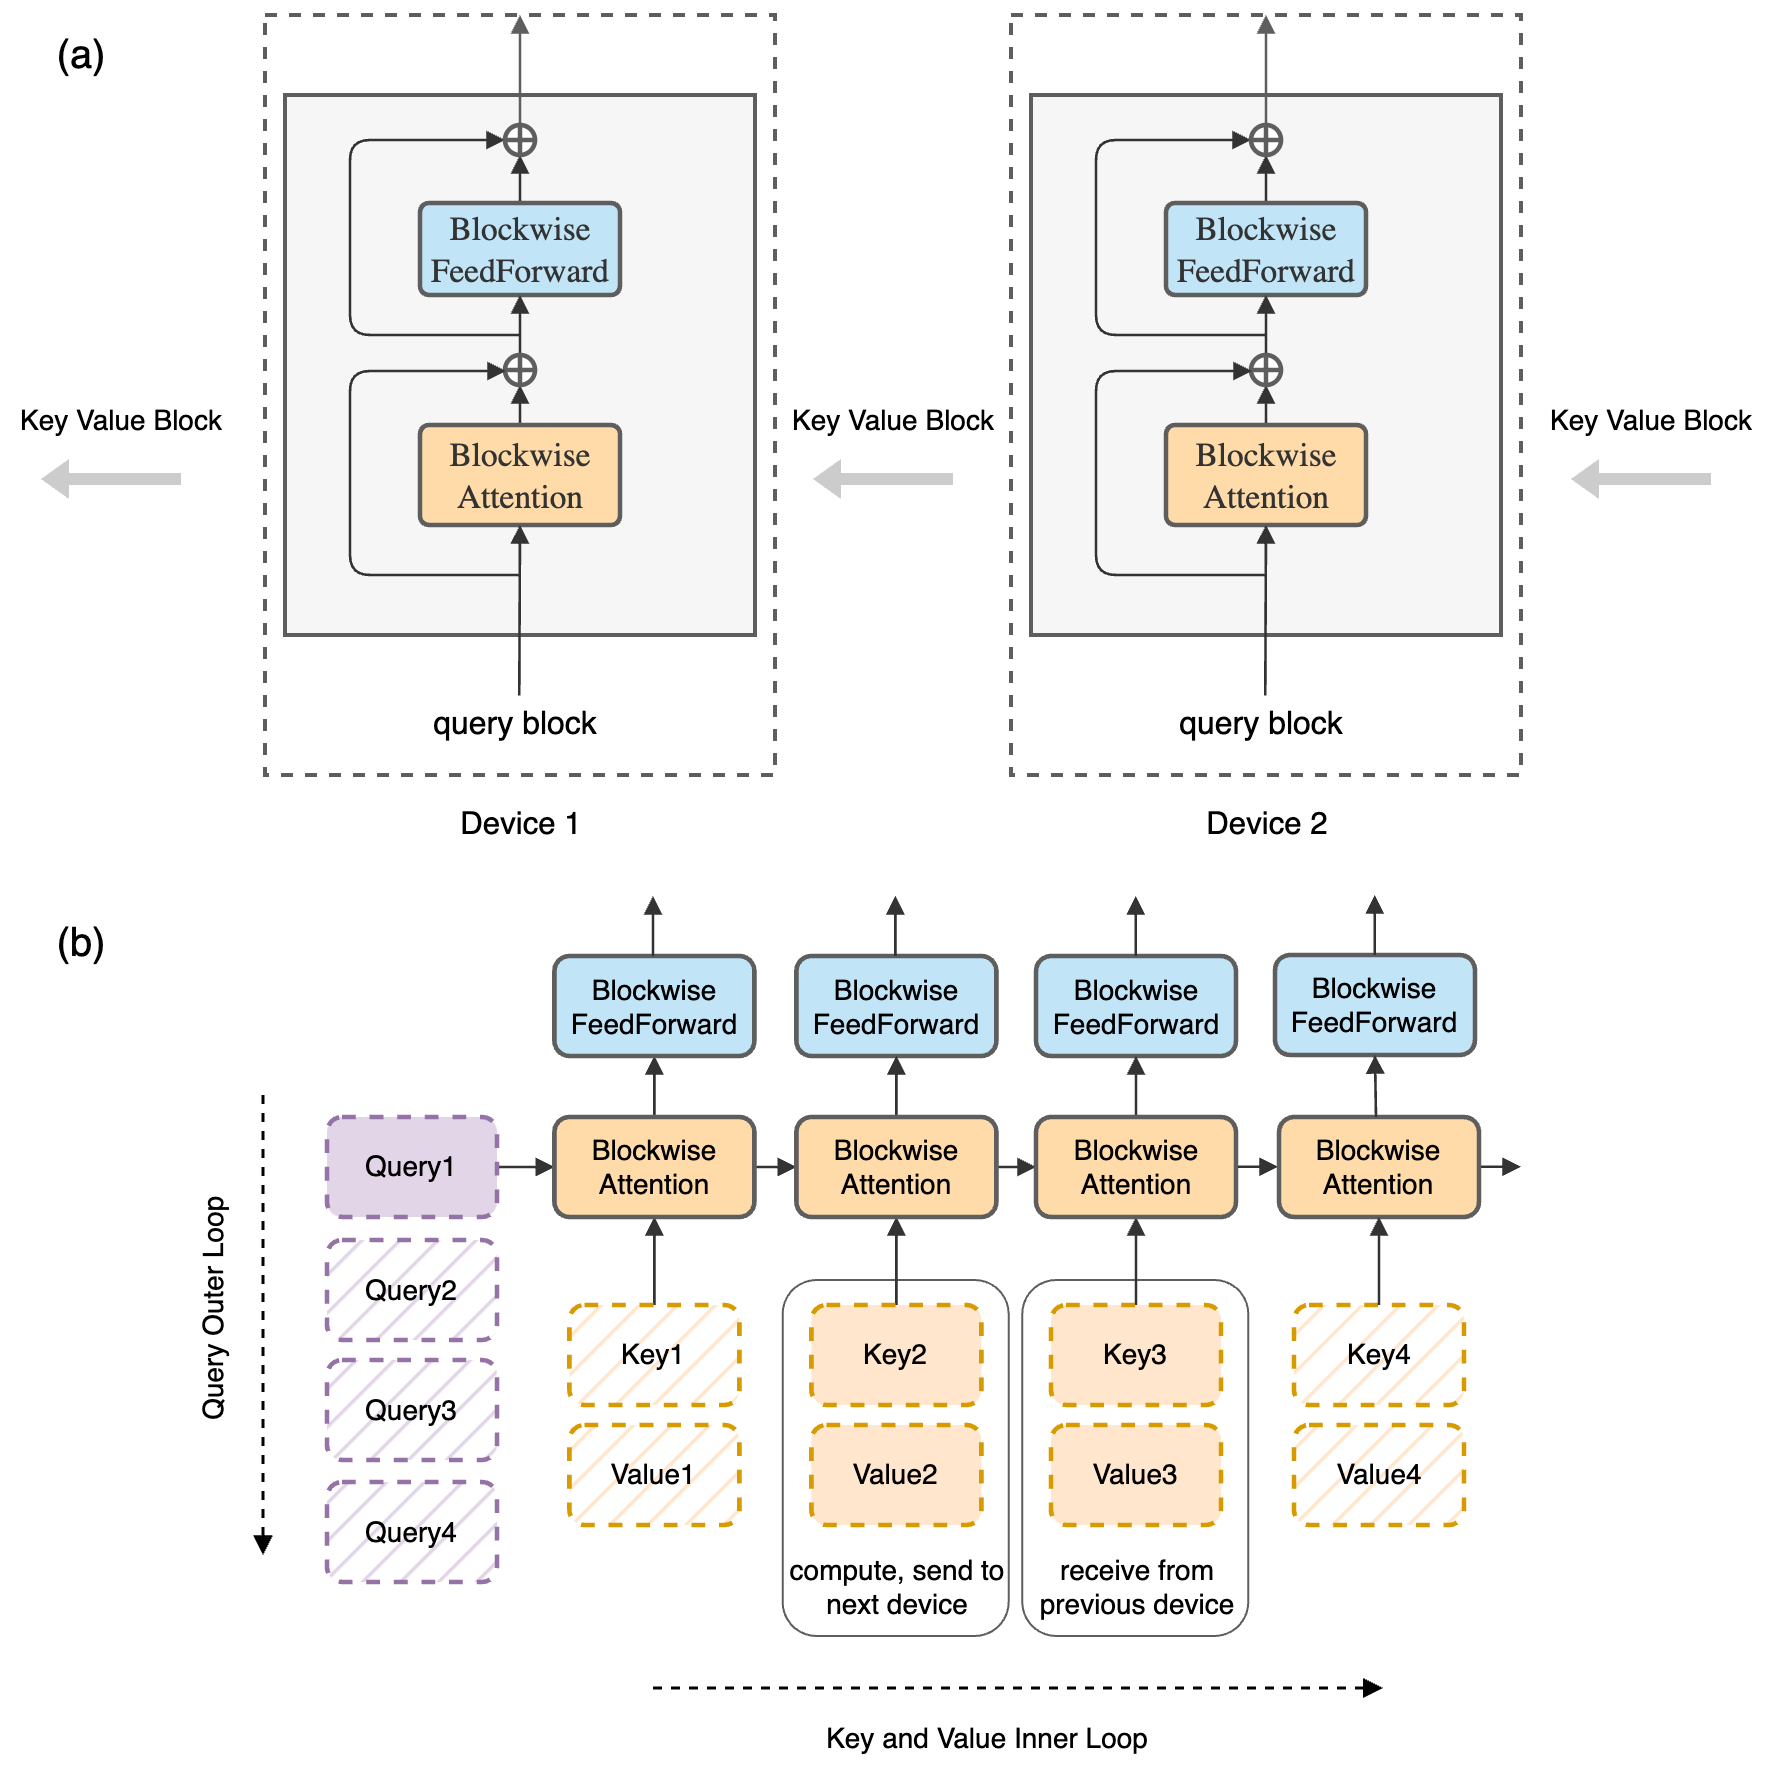 (a)
Blockwise
FeedForward
Blockwise
FeedForward
Key Value Block
Key Value Block
Key Value Block
Blockwise
Attention
Blockwise
Attention
query block
query block
Device 1
Device 2
(b)
Blockwise
FeedForward
Blockwise
FeedForward
Blockwise
FeedForward
Blockwise
FeedForward
Query Outer Loop
Query1
Blockwise
Attention
Blockwise
Attention
Blockwise
Attention
Blockwise
Attention
Query2
Query3
Query4
Key1
Key2
Key3
Key4
Value1
Value2
Value3
Value4
compute, send to
next device
receive from
previous device
Key and Value Inner Loop